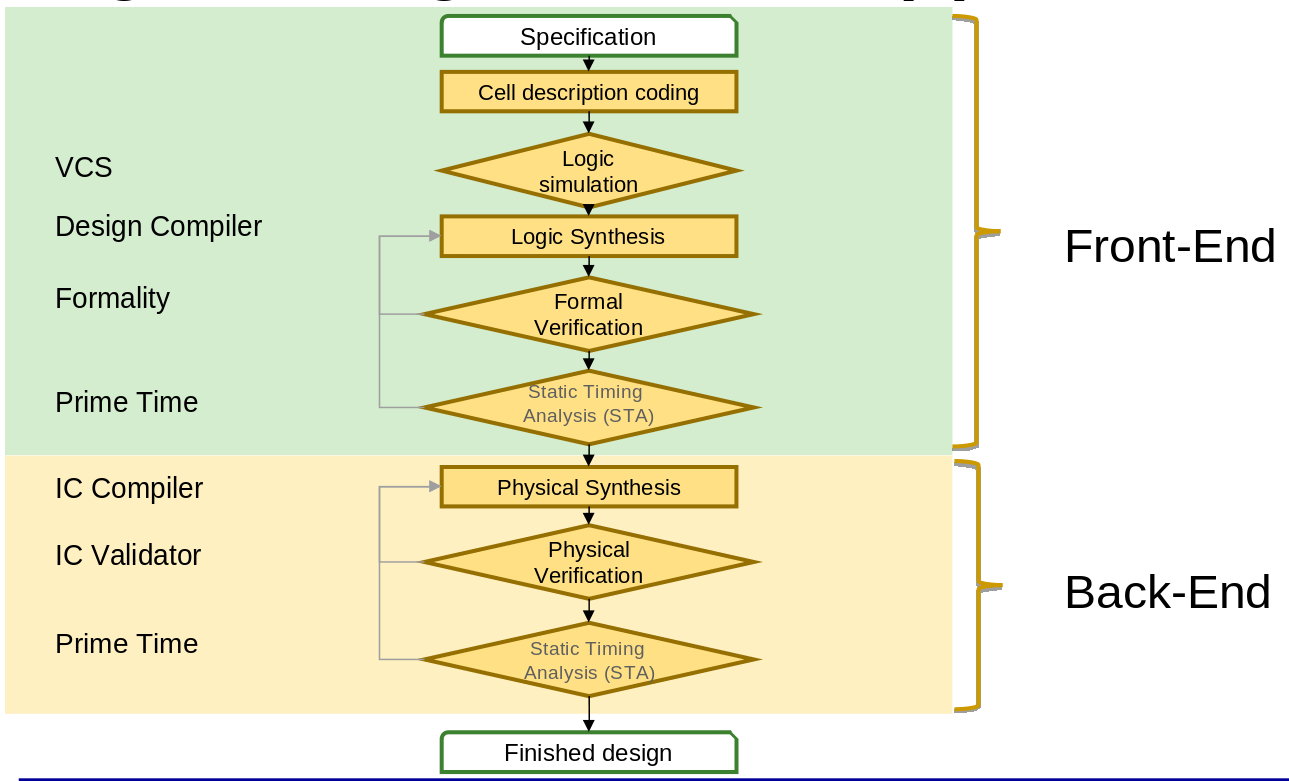 Specification
Cell description coding
VCS
Logic
simulation
Design Compiler
Logic Synthesis
Front-End
Formality
Formal
Verification
Prime Time
Static Timing
Analysis (STA)
IC Compiler
Physical Synthesis
IC Validator
Physical
Verification
Back-End
Prime Time
Static Timing
Analysis (STA)
Finished design